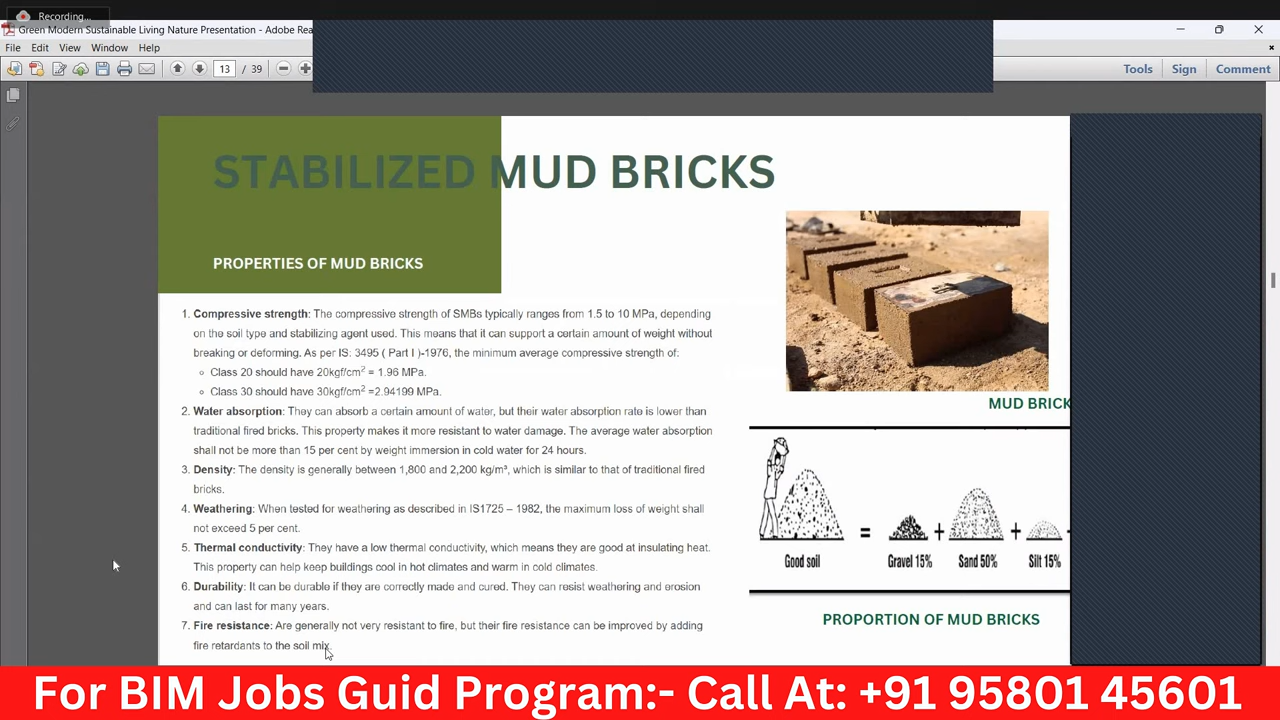 Recording...
Green Modern Sustainable Living Nature Presentation - Adobe Rea
File Edit View Window Help
13 / 39
Tools Sign Comment
STABILIZED MUD BRICKS
PROPERTIES OF MUD BRICKS
1. Compressive strength: The compressive strength of SMBs typically ranges from 1.5 to 10 MPa, depending
on the soil type and stabilizing agent used. This means that it can support a certain amount of weight without
breaking or deforming. As per IS: 3495 ( Part I )-1976, the minimum average compressive strength of:
Class 20 should have 20kgf/cm² = 1.96 MPa.
Class 30 should have 30kgf/cm² =2.94199 MPa.
2. Water absorption: They can absorb a certain amount of water, but their water absorption rate is lower than
traditional fired bricks. This property makes it more resistant to water damage. The average water absorption
shall not be more than 15 per cent by weight immersion in cold water for 24 hours.
3. Density: The density is generally between 1,800 and 2,200 kg/m³, which is similar to that of traditional fired
bricks.
4. Weathering: When tested for weathering as described in IS1725 – 1982, the maximum loss of weight shall
not exceed 5 per cent.
5. Thermal conductivity: They have a low thermal conductivity, which means they are good at insulating heat.
This property can help keep buildings cool in hot climates and warm in cold climates.
6. Durability: It can be durable if they are correctly made and cured. They can resist weathering and erosion
and can last for many years.
7. Fire resistance: Are generally not very resistant to fire, but their fire resistance can be improved by adding
fire retardants to the soil mix.
MUD BRICK
= + + +
Good soil Gravel 15% Sand 50% Silt 15%
PROPORTION OF MUD BRICKS
For BIM Jobs Guid Program:- Call At: +91 95801 45601